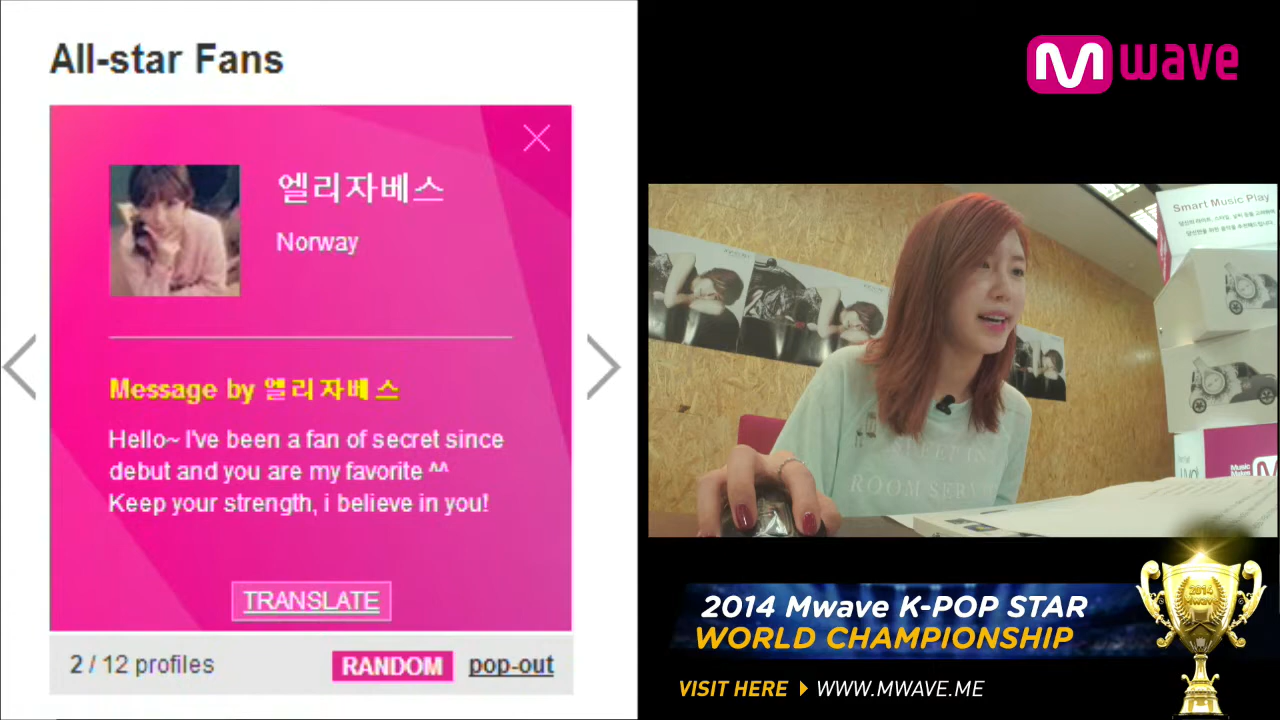 All-star Fans
엘리자베스
Norway
Message by 엘리자베스
Hello~ I've been a fan of secret since
debut and you are my favorite ^^
Keep your strength, i believe in you!
TRANSLATE
2 / 12 profiles
RANDOM
pop-out
M wave
Smart Music Play
ROOM SERV
2014 Mwave K-POP STAR
WORLD CHAMPIONSHIP
2014
VISIT HERE
WWW.MWAVE.ME